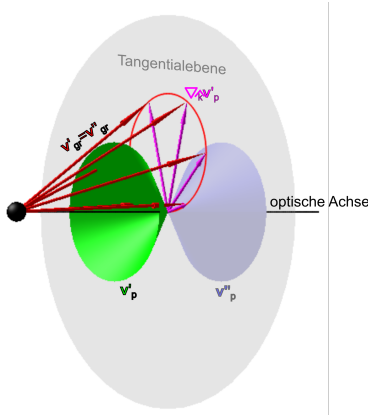 Tangentialebene
∇ₖv'ₚ
v'gr=v"gr
optische Achse
v'p
v"p